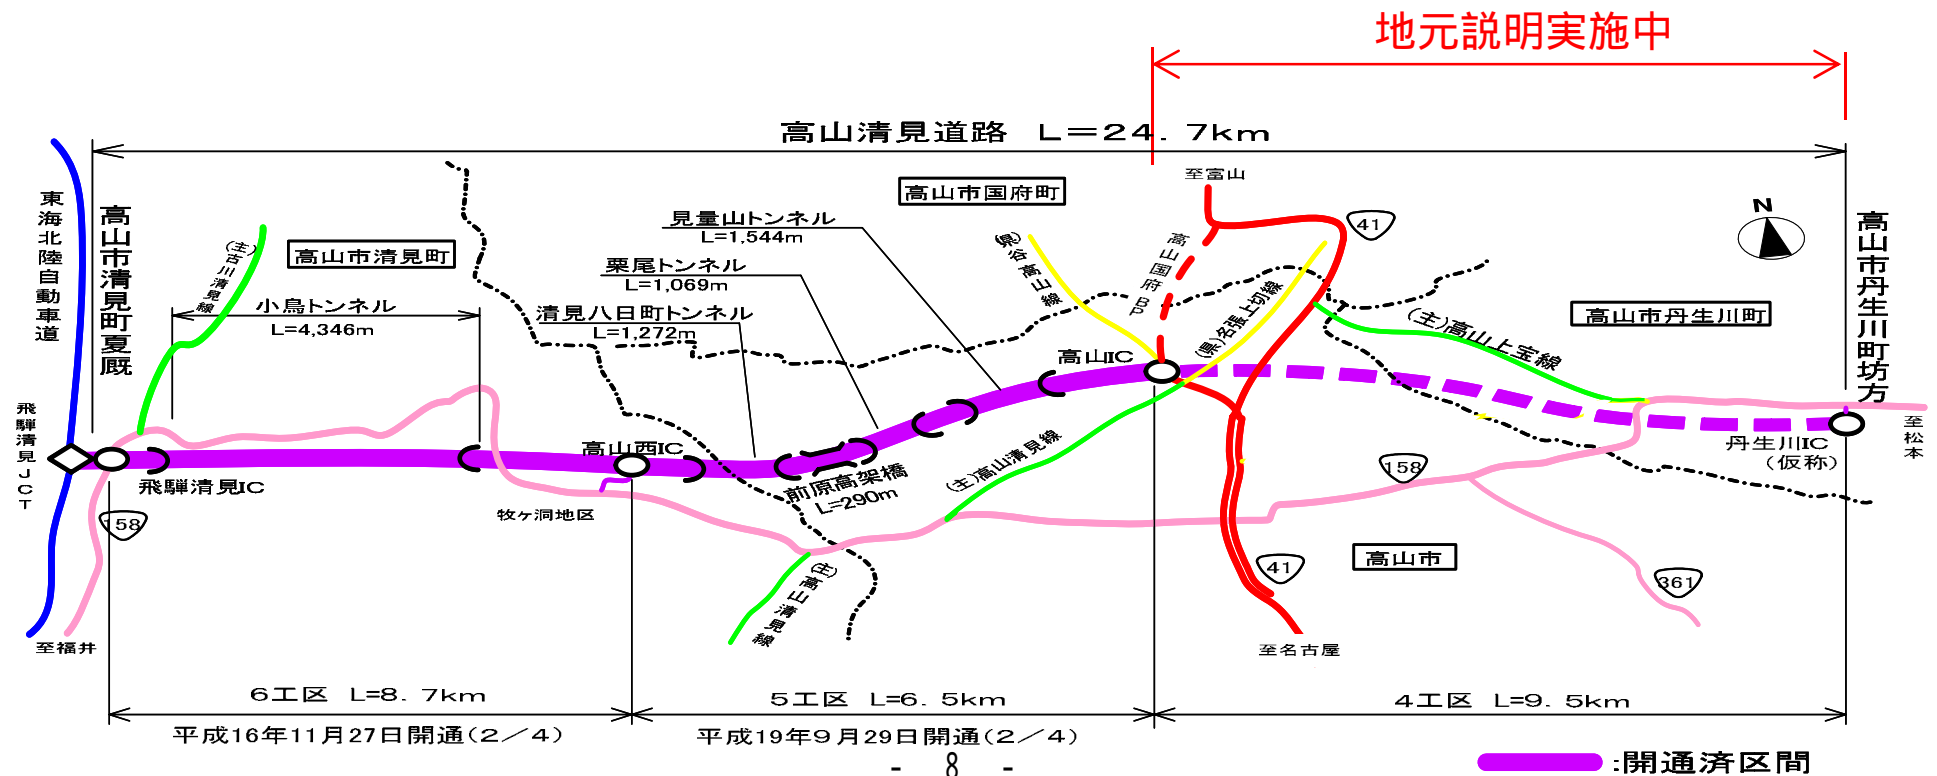 地元説明実施中
高山清見道路 L=24.7km
東海北陸自動車道
高山市清見町夏厩
(主)古川清見線
高山市清見町
小鳥トンネル
L=4,346m
見量山トンネル
L=1,544m
栗尾トンネル
L=1,069m
清見八日町トンネル
L=1,272m
高山市国府町
至富山
41
N
高山市丹生川町坊方
(県)谷高山線
高山国府BP
(県)名張上切線
高山市丹生川町
(主)高山上宝線
高山IC
飛騨清見JCT
飛騨清見IC
158
高山西IC
牧ヶ洞地区
前原高架橋
L=290m
(主)高山清見線
(主)高山清見線
158
丹生川IC
(仮称)
至松本
41
高山市
361
至福井
至名古屋
6工区 L=8.7km
5工区 L=6.5km
4工区 L=9.5km
平成16年11月27日開通(2/4)
平成19年9月29日開通(2/4)
- 8 -
:開通済区間